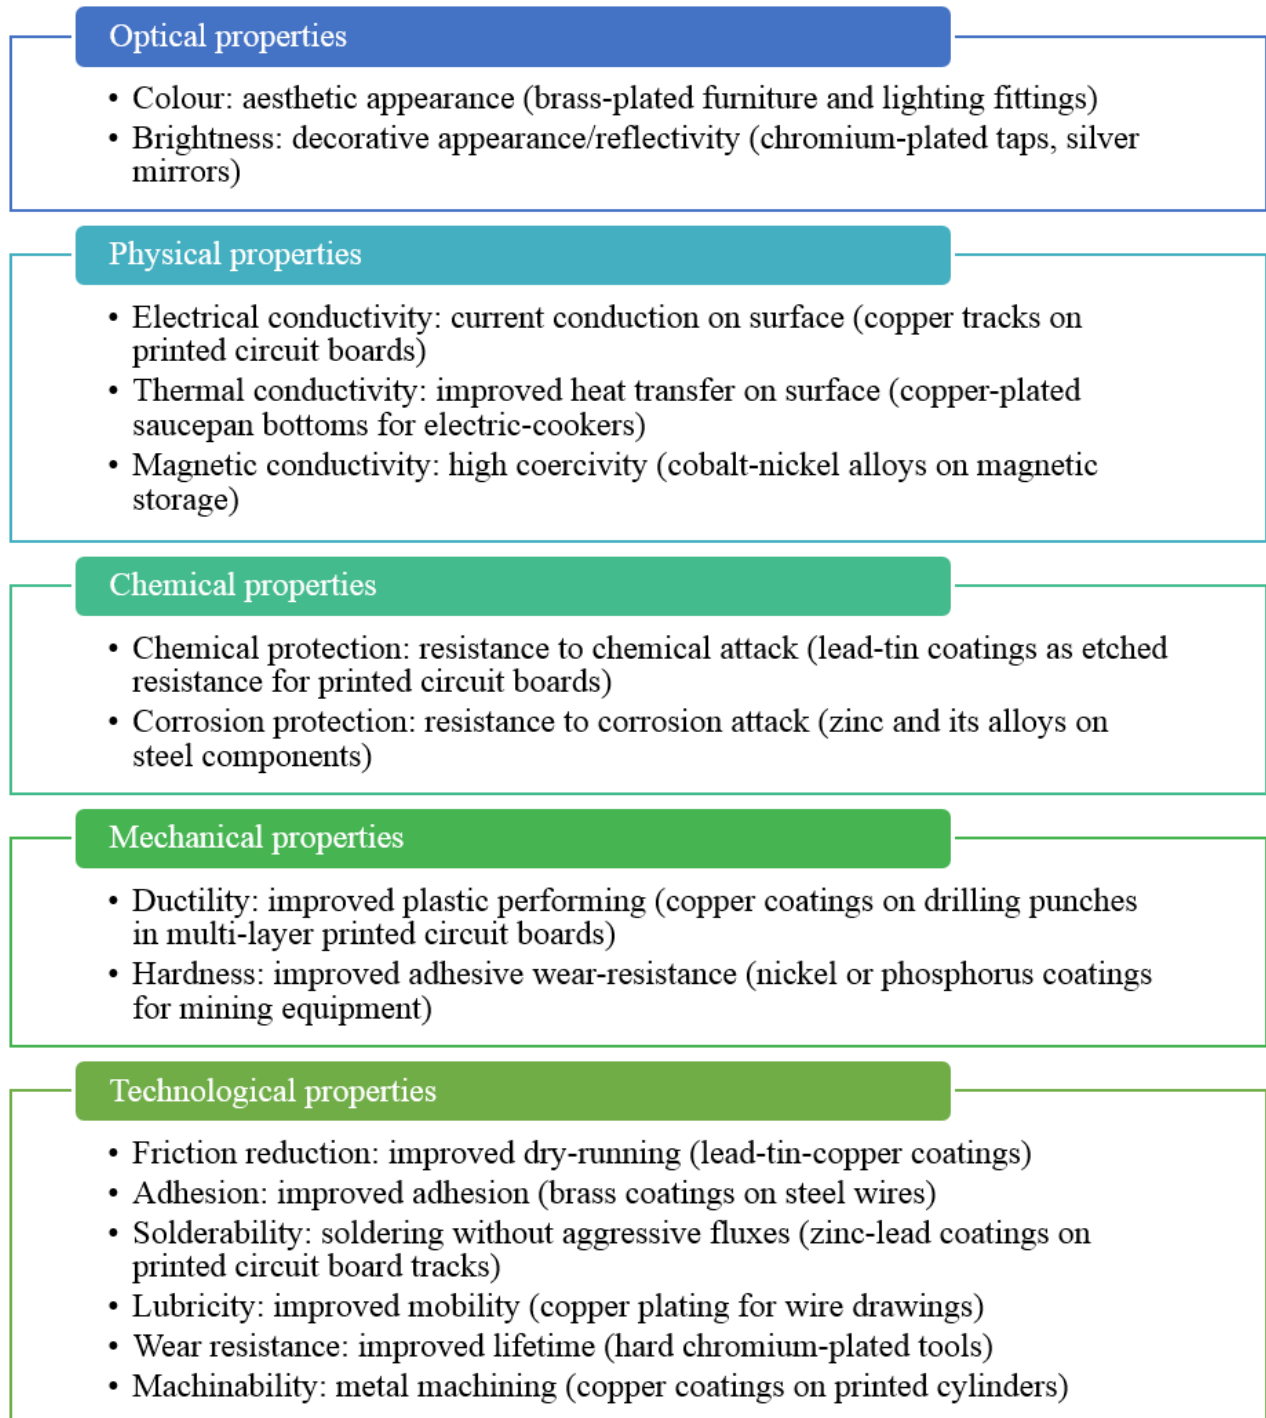 Optical properties
• Colour: aesthetic appearance (brass-plated furniture and lighting fittings)
• Brightness: decorative appearance/reflectivity (chromium-plated taps, silver
mirrors)
Physical properties
• Electrical conductivity: current conduction on surface (copper tracks on
printed circuit boards)
• Thermal conductivity: improved heat transfer on surface (copper-plated
saucepan bottoms for electric-cookers)
• Magnetic conductivity: high coercivity (cobalt-nickel alloys on magnetic
storage)
Chemical properties
• Chemical protection: resistance to chemical attack (lead-tin coatings as etched
resistance for printed circuit boards)
• Corrosion protection: resistance to corrosion attack (zinc and its alloys on
steel components)
Mechanical properties
• Ductility: improved plastic performing (copper coatings on drilling punches
in multi-layer printed circuit boards)
• Hardness: improved adhesive wear-resistance (nickel or phosphorus coatings
for mining equipment)
Technological properties
• Friction reduction: improved dry-running (lead-tin-copper coatings)
• Adhesion: improved adhesion (brass coatings on steel wires)
• Solderability: soldering without aggressive fluxes (zinc-lead coatings on
printed circuit board tracks)
• Lubricity: improved mobility (copper plating for wire drawings)
• Wear resistance: improved lifetime (hard chromium-plated tools)
• Machinability: metal machining (copper coatings on printed cylinders)